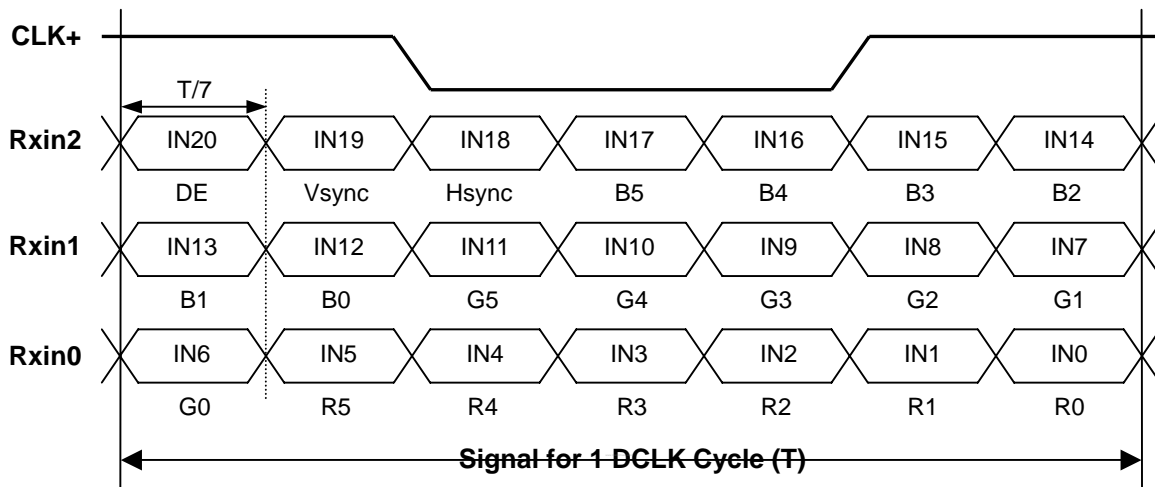 CLK+
T/7
Rxin2 IN20 IN19 IN18 IN17 IN16 IN15 IN14
DE Vsync Hsync B5 B4 B3 B2
Rxin1 IN13 IN12 IN11 IN10 IN9 IN8 IN7
B1 B0 G5 G4 G3 G2 G1
Rxin0 IN6 IN5 IN4 IN3 IN2 IN1 IN0
G0 R5 R4 R3 R2 R1 R0
Signal for 1 DCLK Cycle (T)